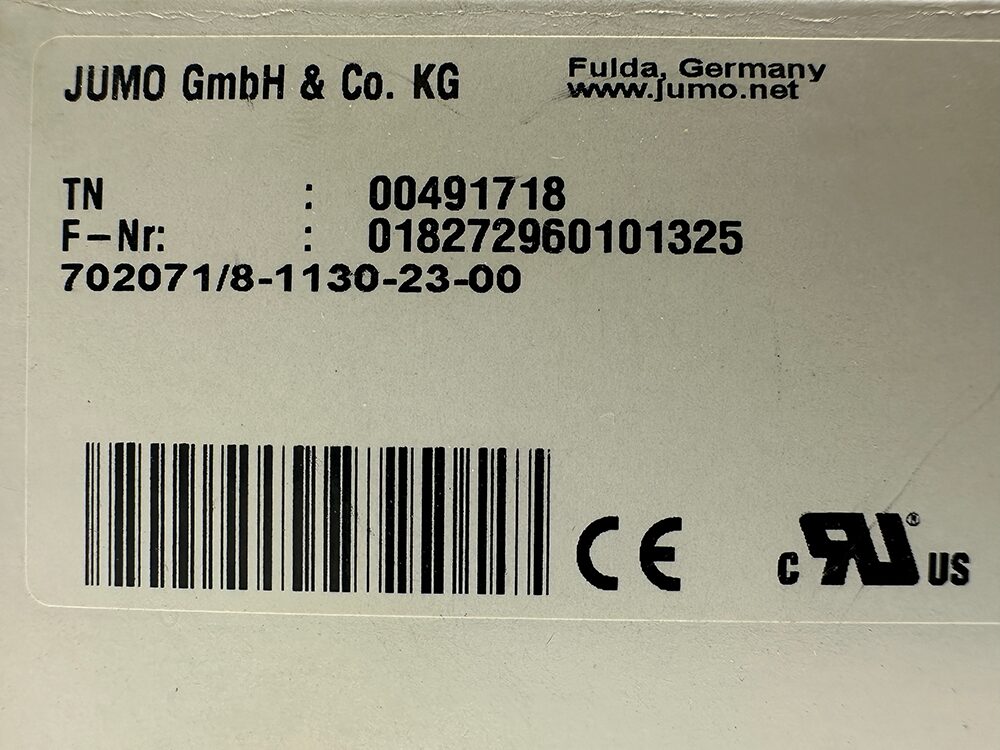 JUMO GmbH & Co. KG
Fulda, Germany
www.jumo.net
TN : 00491718
F-Nr: : 018272960101325
702071/8-1130-23-00
CE
c RU® US